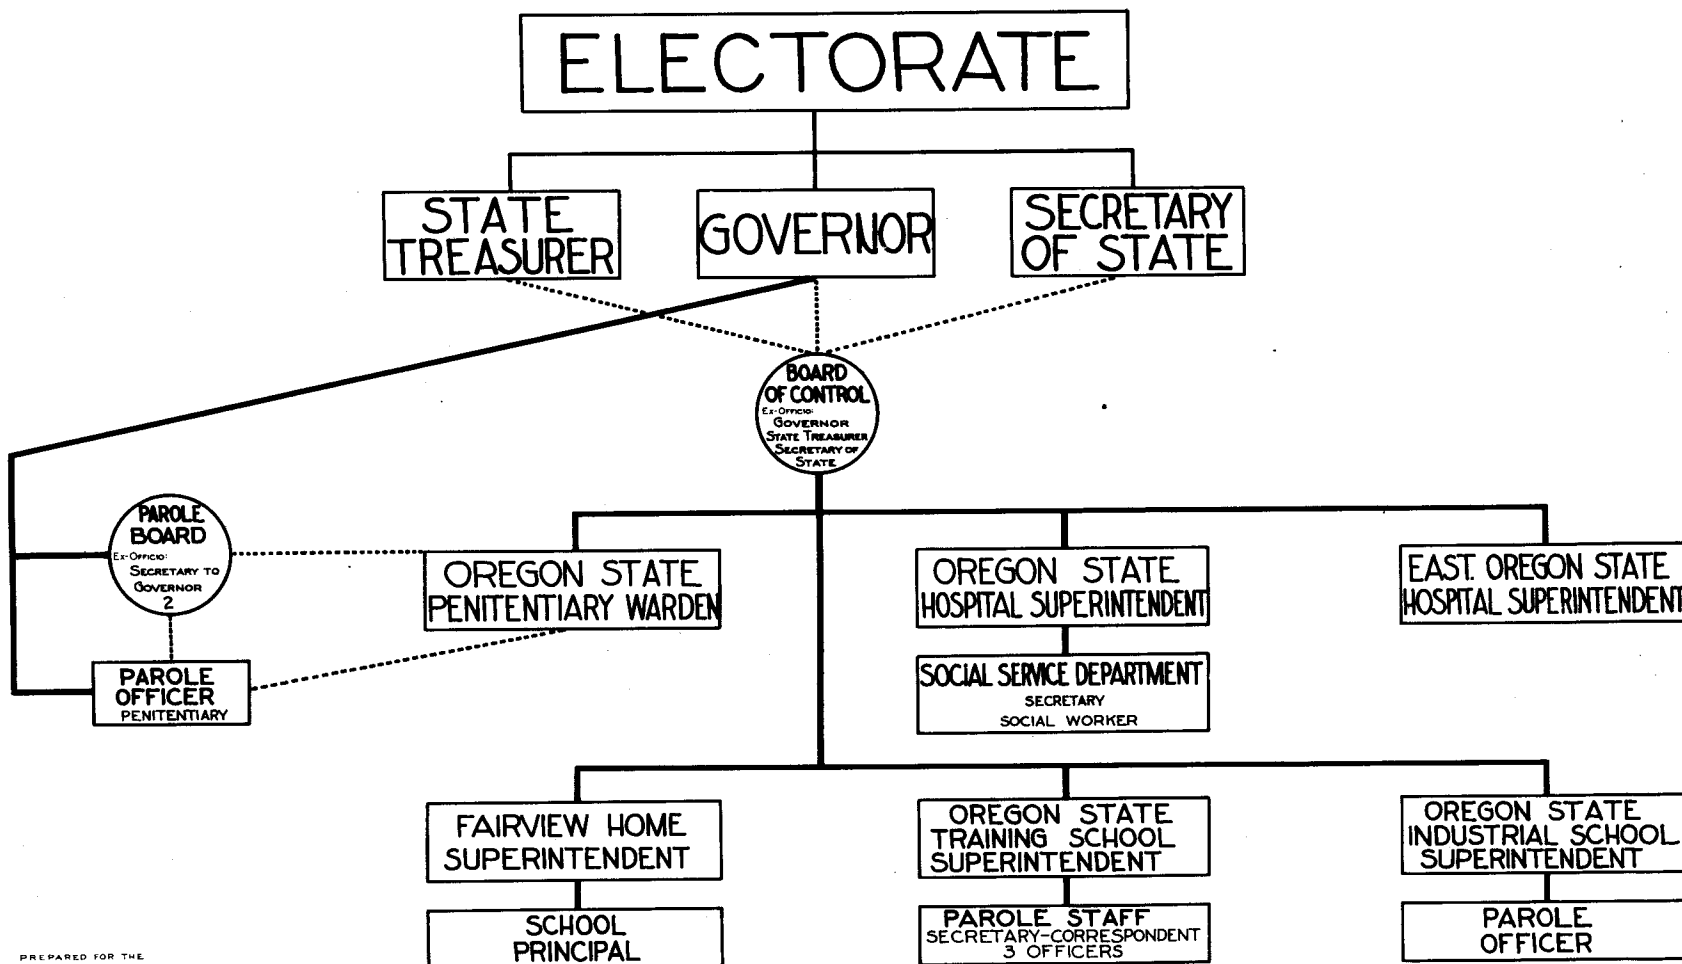 ELECTORATE
STATE
TREASURER
GOVERNOR
SECRETARY
OF STATE
BOARD
OF CONTROL
Ex-Officio:
GOVERNOR
STATE TREASURER
SECRETARY OF
STATE
PAROLE
BOARD
Ex-Officio:
SECRETARY TO
GOVERNOR
2
OREGON STATE
PENITENTIARY WARDEN
OREGON STATE
HOSPITAL SUPERINTENDENT
EAST. OREGON STATE
HOSPITAL SUPERINTENDENT
PAROLE
OFFICER
PENITENTIARY
SOCIAL SERVICE DEPARTMENT
SECRETARY
SOCIAL WORKER
FAIRVIEW HOME
SUPERINTENDENT
OREGON STATE
TRAINING SCHOOL
SUPERINTENDENT
OREGON STATE
INDUSTRIAL SCHOOL
SUPERINTENDENT
SCHOOL
PRINCIPAL
PAROLE STAFF
SECRETARY-CORRESPONDENT
3 OFFICERS
PAROLE
OFFICER
PREPARED FOR THE